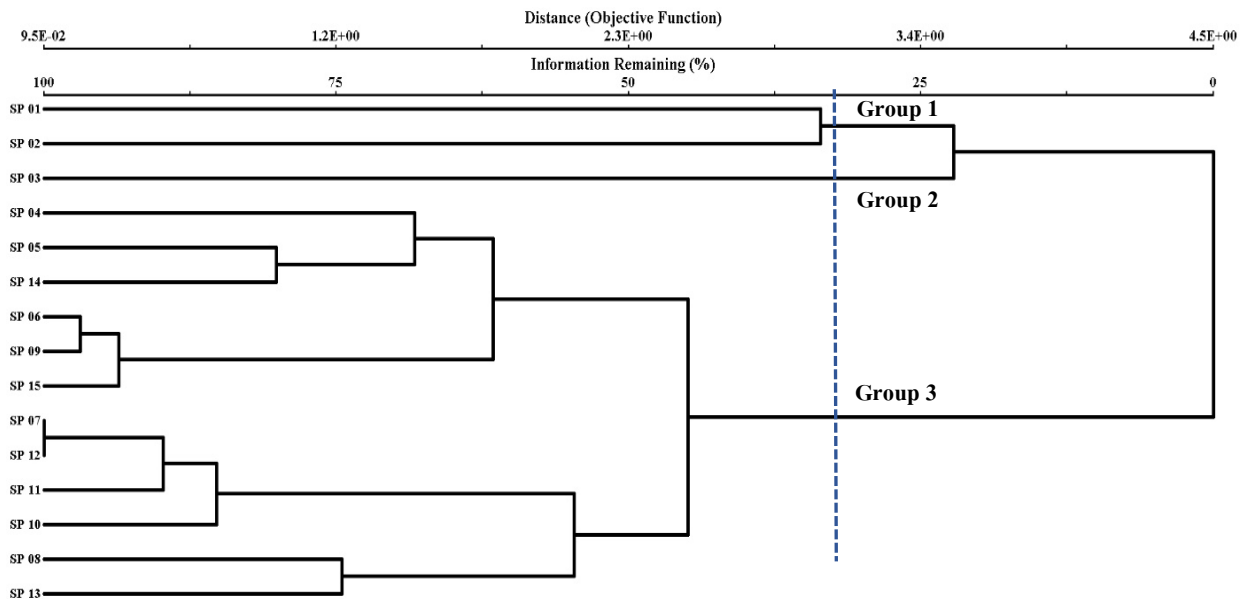 Distance (Objective Function)
9.5E-02 1.2E+00 2.3E+00 3.4E+00 4.5E+00
Information Remaining (%)
100 75 50 25 0
SP 01
Group 1
SP 02
SP 03
Group 2
SP 04
SP 05
SP 14
SP 06
SP 09
SP 15
Group 3
SP 07
SP 12
SP 11
SP 10
SP 08
SP 13